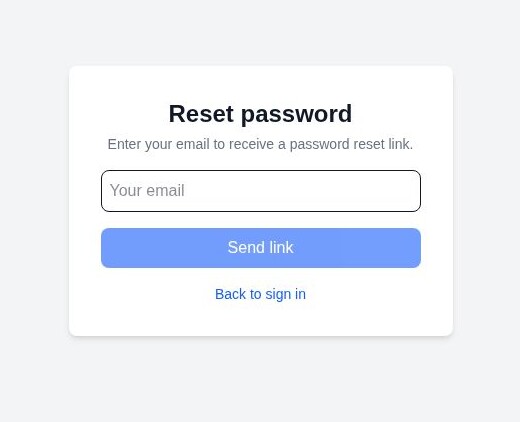 Reset password
Enter your email to receive a password reset link.
Your email
Send link
Back to sign in